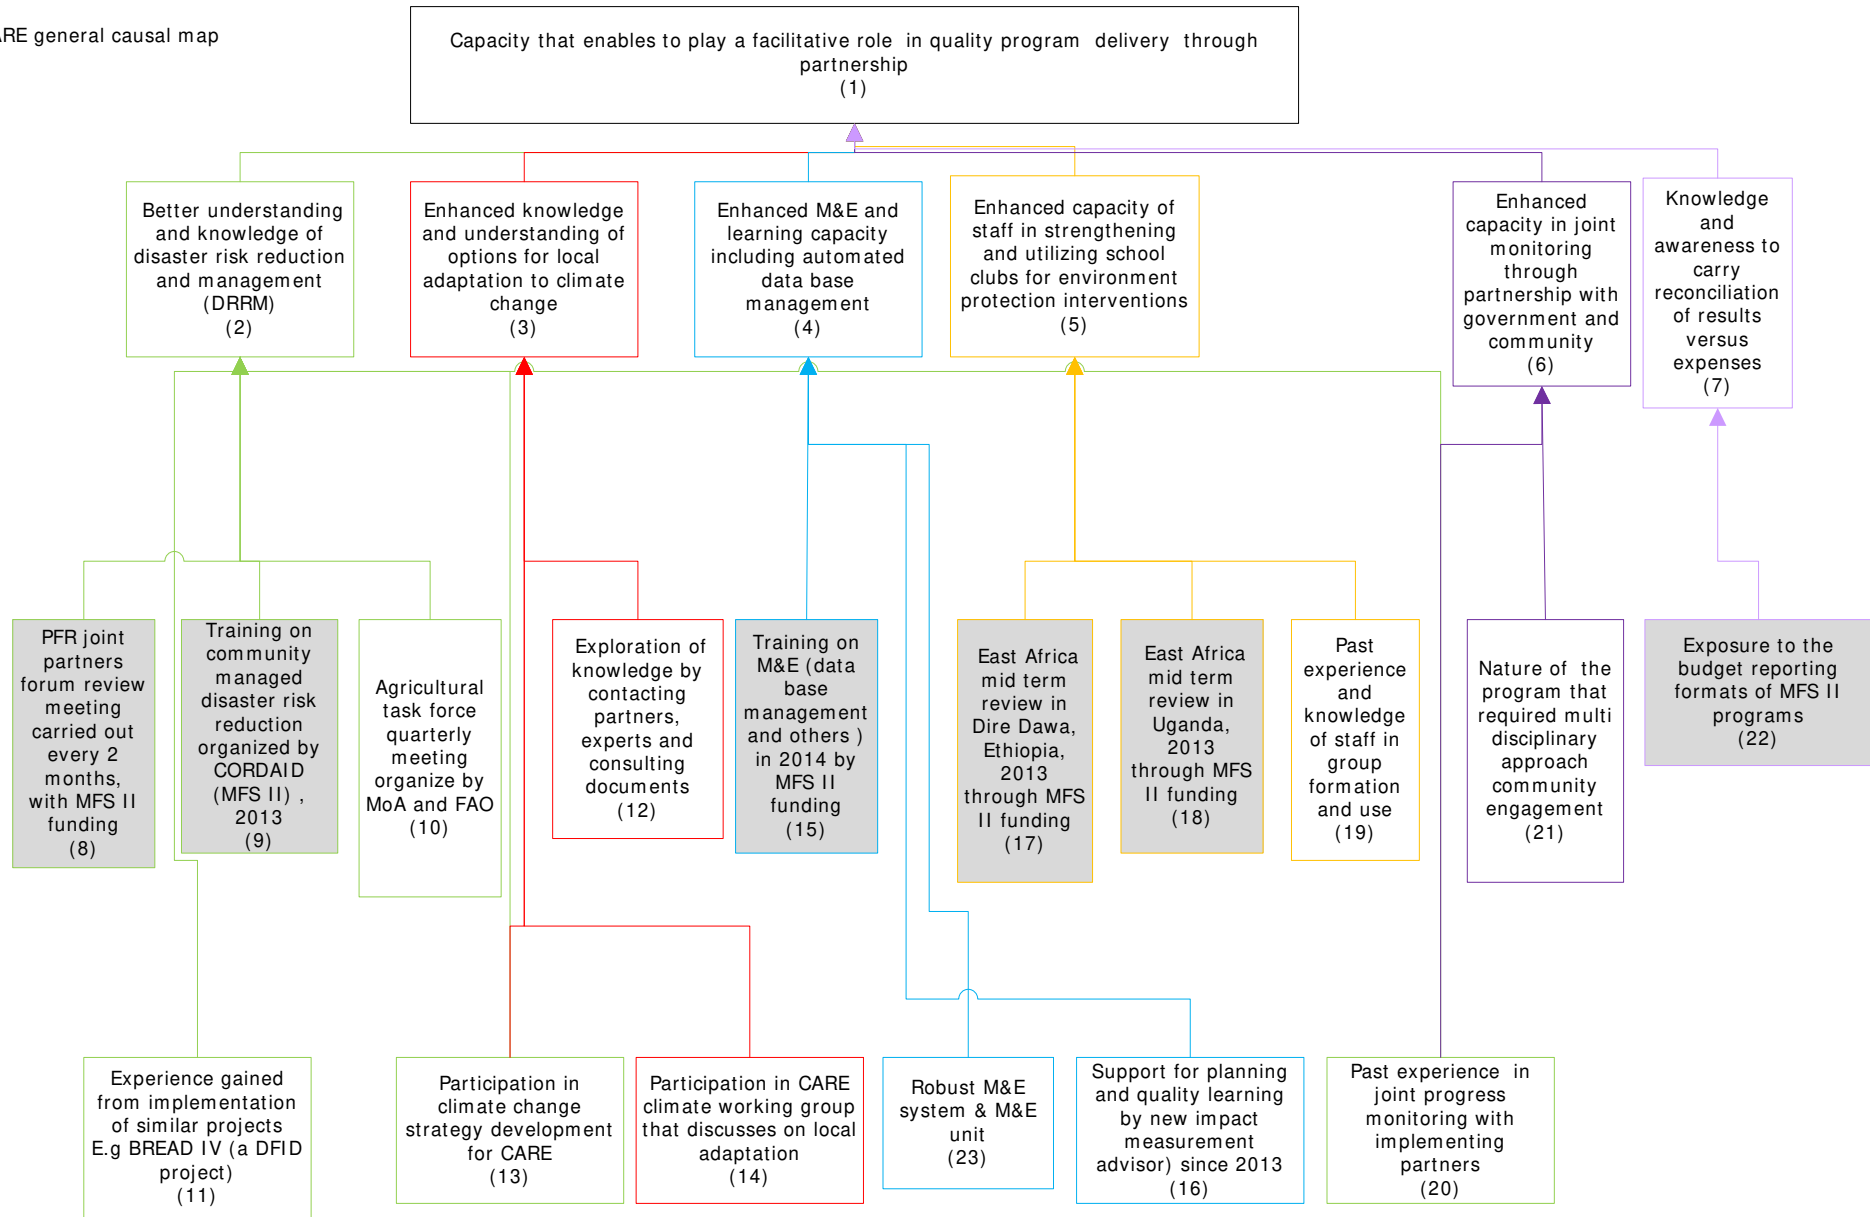 ARE general causal map
Capacity that enables to play a facilitative role in quality program delivery through
partnership
(1)
Better understanding
and knowledge of
disaster risk reduction
and management
(DRRM)
(2)
Enhanced knowledge
and understanding of
options for local
adaptation to climate
change
(3)
Enhanced M&E and
learning capacity
including automated
data base
management
(4)
Enhanced capacity of
staff in strengthening
and utilizing school
clubs for environment
protection interventions
(5)
Enhanced
capacity in joint
monitoring
through
partnership with
government and
community
(6)
Knowledge
and
awareness to
carry
reconciliation
of results
versus
expenses
(7)
PFR joint
partners
forum review
meeting
carried out
every 2
months,
with MFS II
funding
(8)
Training on
community
managed
disaster risk
reduction
organized by
CORDAID
(MFS II) ,
2013
(9)
Agricultural
task force
quarterly
meeting
organize by
MoA and FAO
(10)
Exploration of
knowledge by
contacting
partners,
experts and
consulting
documents
(12)
Training on
M&E (data
base
management
and others )
in 2014 by
MFS II
funding
(15)
East Africa
mid term
review in
Dire Dawa,
Ethiopia,
2013
through MFS
II funding
(17)
East Africa
mid term
review in
Uganda,
2013
through MFS
II funding
(18)
Past
experience
and
knowledge
of staff in
group
formation
and use
(19)
Nature of the
program that
required multi
disciplinary
approach
community
engagement
(21)
Exposure to the
budget reporting
formats of MFS II
programs
(22)
Experience gained
from implementation
of similar projects
E.g BREAD IV (a DFID
project)
(11)
Participation in
climate change
strategy development
for CARE
(13)
Participation in CARE
climate working group
that discusses on local
adaptation
(14)
Robust M&E
system & M&E
unit
(23)
Support for planning
and quality learning
by new impact
measurement
advisor) since 2013
(16)
Past experience in
joint progress
monitoring with
implementing
partners
(20)